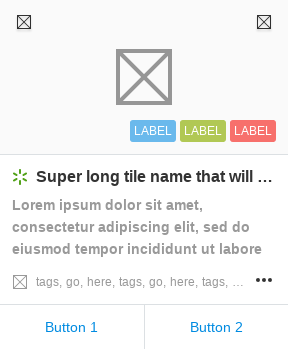 LABEL LABEL LABEL
Super long tile name that will …
Lorem ipsum dolor sit amet,
consectetur adipiscing elit, sed do
eiusmod tempor incididunt ut labore
tags, go, here, tags, go, here, tags, …
Button 1 Button 2